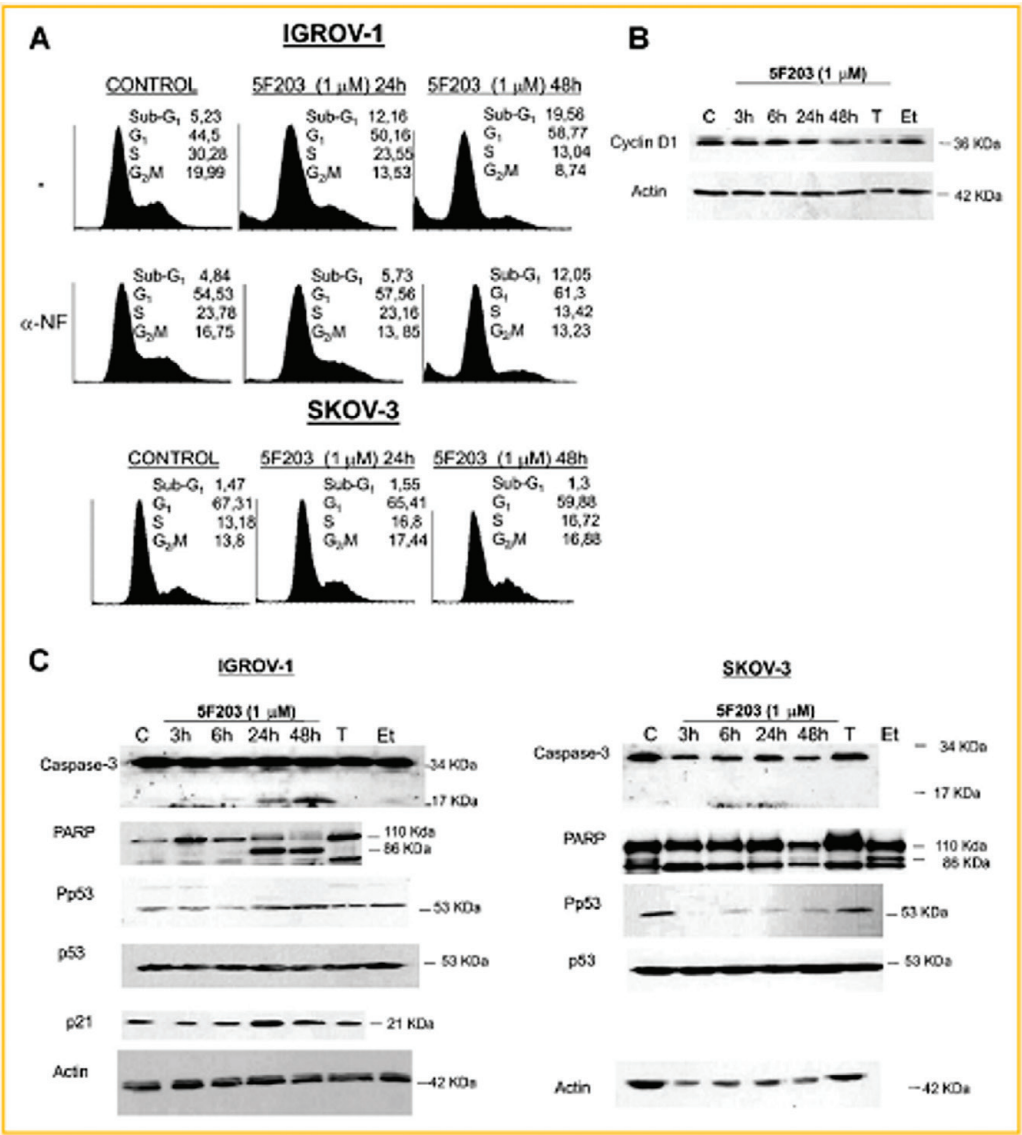 A
IGROV-1
CONTROL
5F203 (1 µM) 24h
5F203 (1 µM) 48h
Sub-G1 5,23
G1 44,5
S 30,28
G2/M 19,99
Sub-G1 12,16
G1 50,16
S 23,55
G2/M 13,53
Sub-G1 19,56
G1 58,77
S 13,04
G2/M 8,74
α-NF
Sub-G1 4,84
G1 54,53
S 23,78
G2/M 16,75
Sub-G1 5,73
G1 57,56
S 23,16
G2/M 13, 85
Sub-G1 12,05
G1 61,3
S 13,42
G2/M 13,23
SKOV-3
CONTROL
5F203 (1 µM) 24h
5F203 (1 µM) 48h
Sub-G1 1,47
G1 67,31
S 13,18
G2/M 13,8
Sub-G1 1,55
G1 65,41
S 16,8
G2/M 17,44
Sub-G1 1,3
G1 59,88
S 16,72
G2/M 16,88
B
5F203 (1 µM)
C 3h 6h 24h 48h T Et
Cyclin D1 36 KDa
Actin 42 KDa
C
IGROV-1
5F203 (1 µM)
C 3h 6h 24h 48h T Et
Caspase-3 34 KDa
17 KDa
PARP 110 Kda
86 KDa
Pp53 53 KDa
p53 53 KDa
p21 21 KDa
Actin 42 KDa
SKOV-3
5F203 (1 µM)
C 3h 6h 24h 48h T Et
Caspase-3 34 KDa
17 KDa
PARP 110 Kda
86 KDa
Pp53 53 KDa
p53 53 KDa
Actin 42 KDa